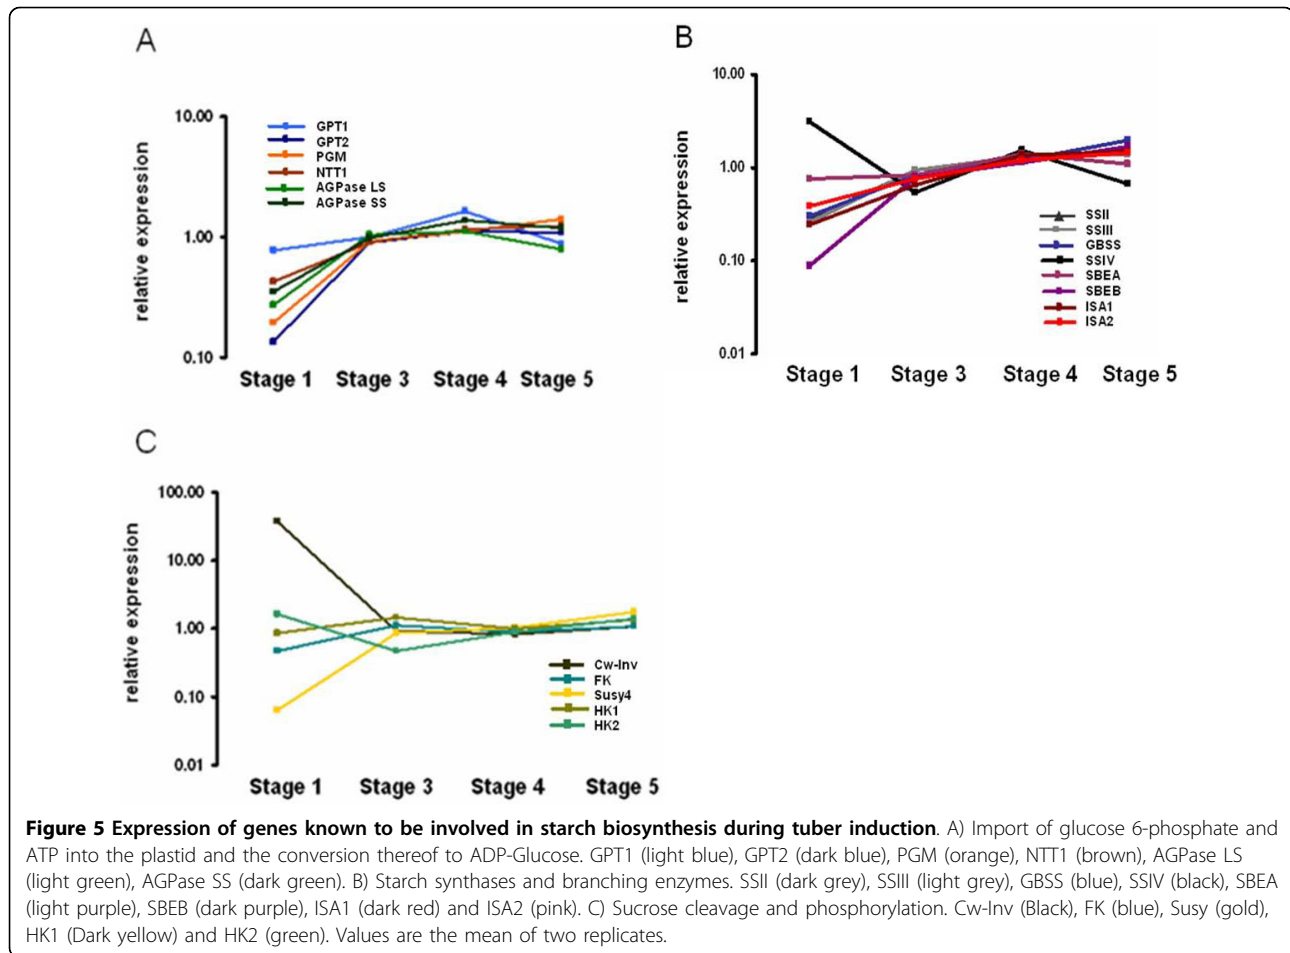 A
10.00
1.00
0.10
relative expression
GPT1
GPT2
PGM
NTT1
AGPase LS
AGPase SS
Stage 1 Stage 3 Stage 4 Stage 5
B
10.00
1.00
0.10
0.01
relative expression
SSII
SSIII
GBSS
SSIV
SBEA
SBEB
ISA1
ISA2
Stage 1 Stage 3 Stage 4 Stage 5
C
100.00
10.00
1.00
0.10
0.01
relative expression
Cw-Inv
FK
Susy4
HK1
HK2
Stage 1 Stage 3 Stage 4 Stage 5
Figure 5 Expression of genes known to be involved in starch biosynthesis during tuber induction. A) Import of glucose 6-phosphate and
ATP into the plastid and the conversion thereof to ADP-Glucose. GPT1 (light blue), GPT2 (dark blue), PGM (orange), NTT1 (brown), AGPase LS
(light green), AGPase SS (dark green). B) Starch synthases and branching enzymes. SSII (dark grey), SSIII (light grey), GBSS (blue), SSIV (black), SBEA
(light purple), SBEB (dark purple), ISA1 (dark red) and ISA2 (pink). C) Sucrose cleavage and phosphorylation. Cw-Inv (Black), FK (blue), Susy (gold),
HK1 (Dark yellow) and HK2 (green). Values are the mean of two replicates.